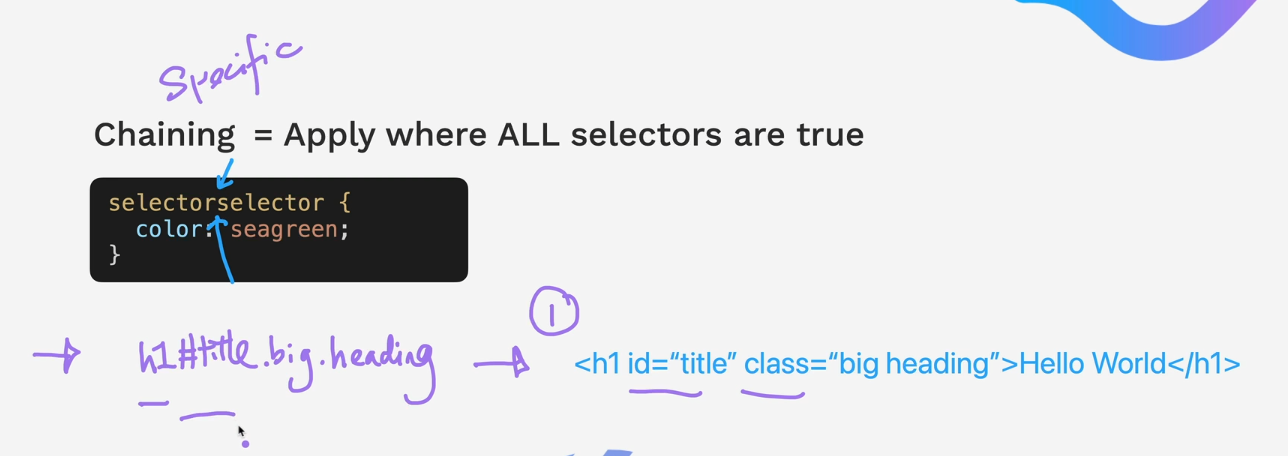 Specific
Chaining = Apply where ALL selectors are true
selectorselector {
color: seagreen;
}
1
h1#title.big.heading
<h1 id=“title” class=“big heading”>Hello World</h1>